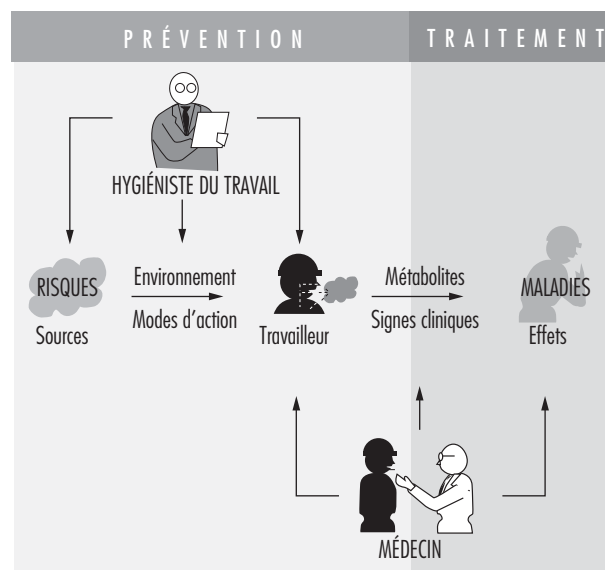 PRÉVENTION
TRAITEMENT
HYGIÉNISTE DU TRAVAIL
RISQUES
Sources
Environnement
Modes d'action
Travailleur
Métabolites
Signes cliniques
MALADIES
Effets
MÉDECIN